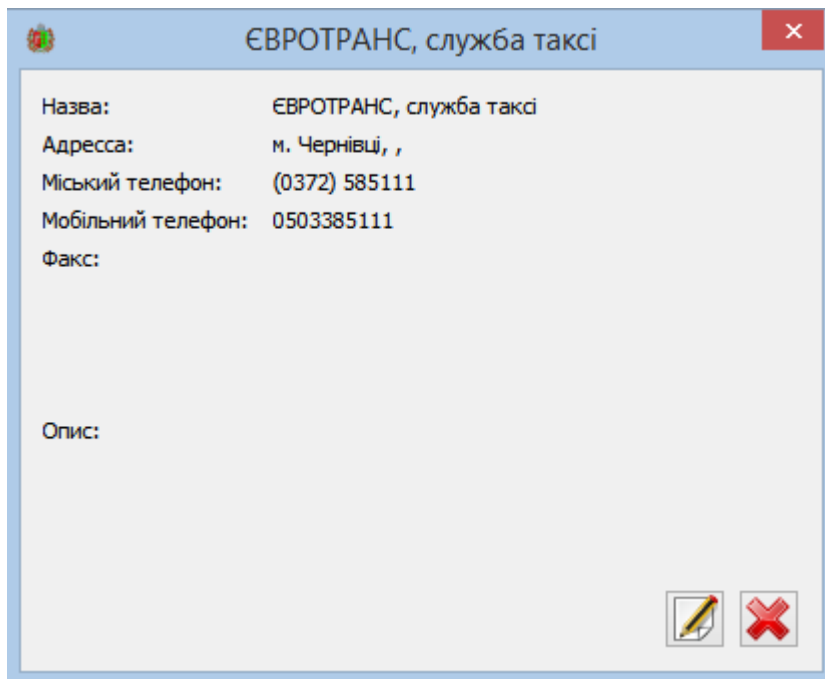 ЄВРОТРАНС, служба таксі
Назва: ЄВРОТРАНС, служба таксі
Адресса: м. Чернівці, ,
Міський телефон: (0372) 585111
Мобільний телефон: 0503385111
Факс:
Опис: